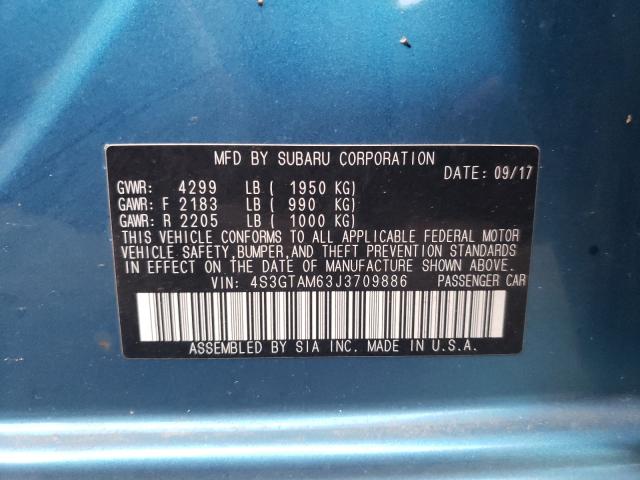 MFD BY SUBARU CORPORATION
DATE: 09/17
GVWR: 4299 LB ( 1950 KG)
GAWR: F 2183 LB ( 990 KG)
GAWR: R 2205 LB ( 1000 KG)
THIS VEHICLE CONFORMS TO ALL APPLICABLE FEDERAL MOTOR
VEHICLE SAFETY,BUMPER,AND THEFT PREVENTION STANDARDS
IN EFFECT ON THE DATE OF MANUFACTURE SHOWN ABOVE.
VIN: 4S3GTAM63J3709886 PASSENGER CAR
ASSEMBLED BY SIA INC. MADE IN U.S.A.